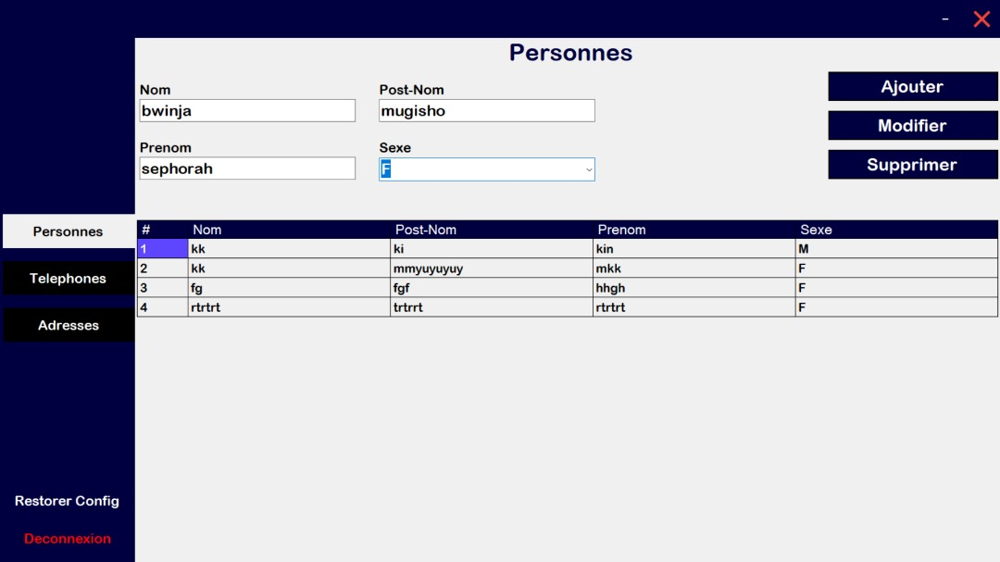 Personnes
Nom Post-Nom
bwinja mugisho
Prenom Sexe
sephorah F
Ajouter
Modifier
Supprimer
Personnes
Telephones
Adresses
Restorer Config
Deconnexion
# Nom Post-Nom Prenom Sexe
1 kk ki kin M
2 kk mmyuyuyuy mkk F
3 fg fgf hhgh F
4 rtrtrt trtrrt rtrtrt F